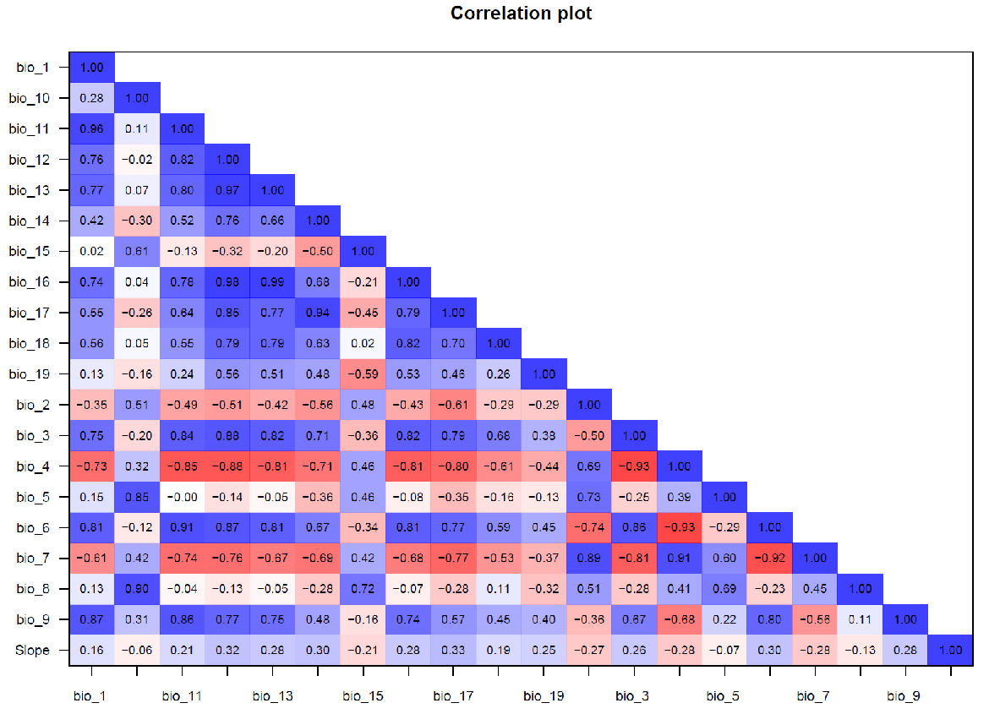 Correlation plot
bio_1 1.00
bio_10 0.28 1.00
bio_11 0.96 0.11 1.00
bio_12 0.76 −0.02 0.82 1.00
bio_13 0.77 0.07 0.80 0.97 1.00
bio_14 0.42 −0.30 0.52 0.76 0.66 1.00
bio_15 0.02 0.61 −0.13 −0.32 −0.20 −0.50 1.00
bio_16 0.74 0.04 0.78 0.98 0.99 0.68 −0.21 1.00
bio_17 0.55 −0.26 0.64 0.85 0.77 0.94 −0.45 0.79 1.00
bio_18 0.56 0.05 0.55 0.79 0.79 0.63 0.02 0.82 0.70 1.00
bio_19 0.13 −0.16 0.24 0.56 0.51 0.48 −0.59 0.53 0.46 0.26 1.00
bio_2 −0.35 0.51 −0.49 −0.51 −0.42 −0.56 0.48 −0.43 −0.61 −0.29 −0.29 1.00
bio_3 0.75 −0.20 0.84 0.88 0.82 0.71 −0.36 0.82 0.79 0.68 0.38 −0.50 1.00
bio_4 −0.73 0.32 −0.85 −0.88 −0.81 −0.71 0.46 −0.81 −0.80 −0.61 −0.44 0.69 −0.93 1.00
bio_5 0.15 0.85 −0.00 −0.14 −0.05 −0.36 0.46 −0.08 −0.35 −0.16 −0.13 0.73 −0.25 0.39 1.00
bio_6 0.81 −0.12 0.91 0.87 0.81 0.67 −0.34 0.81 0.77 0.59 0.45 −0.74 0.86 −0.93 −0.29 1.00
bio_7 −0.61 0.42 −0.74 −0.76 −0.67 −0.69 0.42 −0.68 −0.77 −0.53 −0.37 0.89 −0.81 0.91 0.60 −0.92 1.00
bio_8 0.13 0.90 −0.04 −0.13 −0.05 −0.28 0.72 −0.07 −0.28 0.11 −0.32 0.51 −0.28 0.41 0.69 −0.23 0.45 1.00
bio_9 0.87 0.31 0.86 0.77 0.75 0.48 −0.16 0.74 0.57 0.45 0.40 −0.36 0.67 −0.68 0.22 0.80 −0.56 0.11 1.00
Slope 0.16 −0.06 0.21 0.32 0.28 0.30 −0.21 0.28 0.33 0.19 0.25 −0.27 0.26 −0.28 −0.07 0.30 −0.28 −0.13 0.28 1.00
bio_1 bio_11 bio_13 bio_15 bio_17 bio_19 bio_3 bio_5 bio_7 bio_9